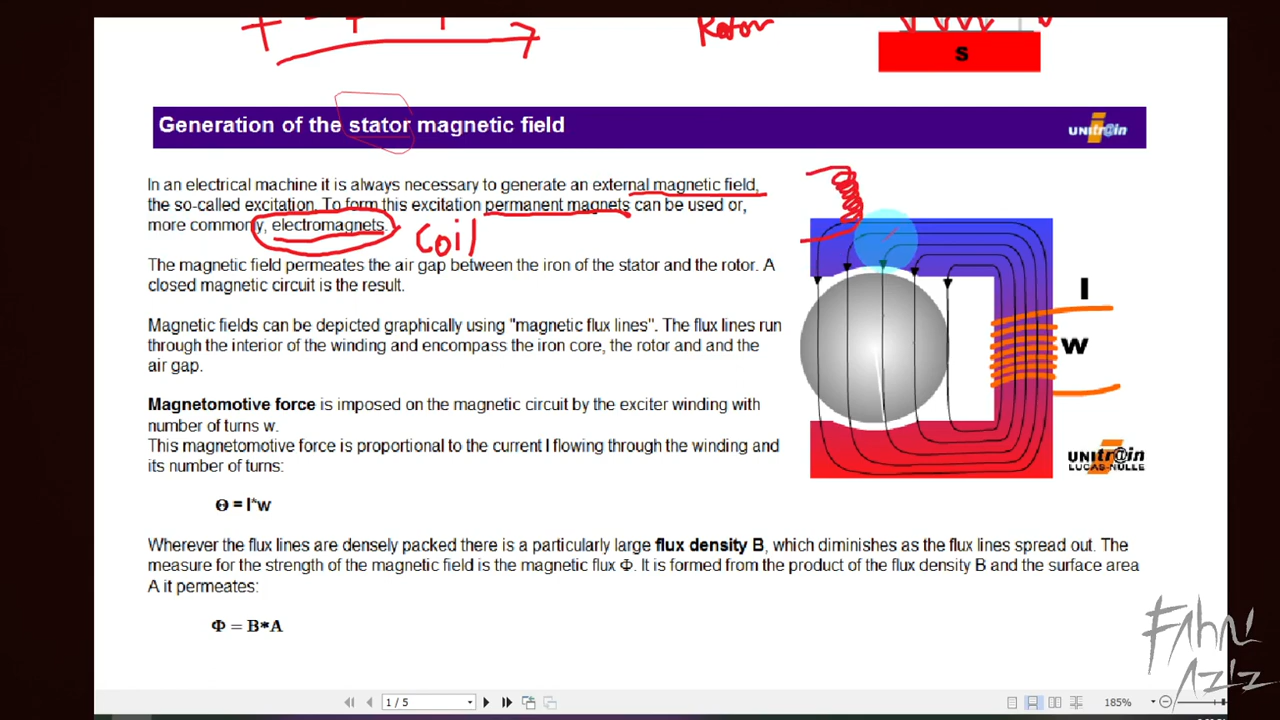 Rotor
S
Generation of the stator magnetic field
UNItr@in
In an electrical machine it is always necessary to generate an external magnetic field,
the so-called excitation. To form this excitation permanent magnets can be used or,
more commonly, electromagnets.
Coil
The magnetic field permeates the air gap between the iron of the stator and the rotor. A
closed magnetic circuit is the result.
I
Magnetic fields can be depicted graphically using "magnetic flux lines". The flux lines run
through the interior of the winding and encompass the iron core, the rotor and and the
air gap.
w
Magnetomotive force is imposed on the magnetic circuit by the exciter winding with
number of turns w.
This magnetomotive force is proportional to the current I flowing through the winding and
its number of turns:
UNItr@in
LUCAS-NÜLLE
Θ = I*w
Wherever the flux lines are densely packed there is a particularly large flux density B, which diminishes as the flux lines spread out. The
measure for the strength of the magnetic field is the magnetic flux Φ. It is formed from the product of the flux density B and the surface area
A it permeates:
Φ = B*A
FAHMI
AZIZ
1 / 5
185%